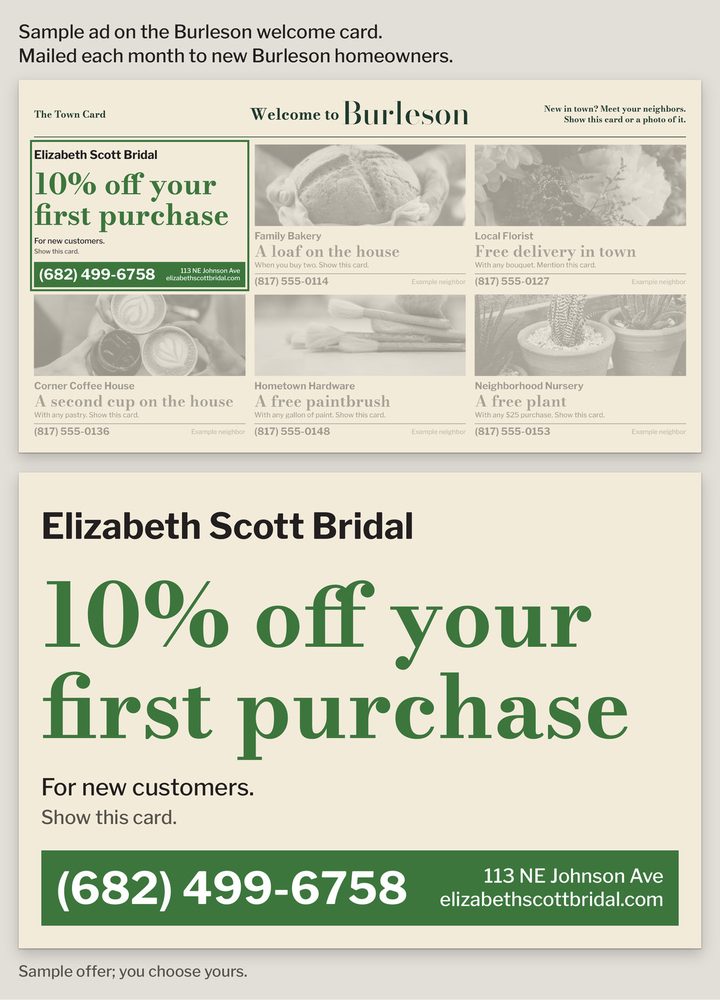 Sample ad on the Burleson welcome card.
Mailed each month to new Burleson homeowners.
The Town Card
Welcome to Burleson
New in town? Meet your neighbors.
Show this card or a photo of it.
Elizabeth Scott Bridal
10% off your
first purchase
For new customers.
Show this card.
(682) 499-6758
113 NE Johnson Ave
elizabethscottbridal.com
Family Bakery
A loaf on the house
When you buy two. Show this card.
(817) 555-0114
Example neighbor
Local Florist
Free delivery in town
With any bouquet. Mention this card.
(817) 555-0127
Example neighbor
Corner Coffee House
A second cup on the house
With any pastry. Show this card.
(817) 555-0136
Example neighbor
Hometown Hardware
A free paintbrush
With any gallon of paint. Show this card.
(817) 555-0148
Example neighbor
Neighborhood Nursery
A free plant
With any $25 purchase. Show this card.
(817) 555-0153
Example neighbor
Elizabeth Scott Bridal
10% off your
first purchase
For new customers.
Show this card.
(682) 499-6758
113 NE Johnson Ave
elizabethscottbridal.com
Sample offer; you choose yours.